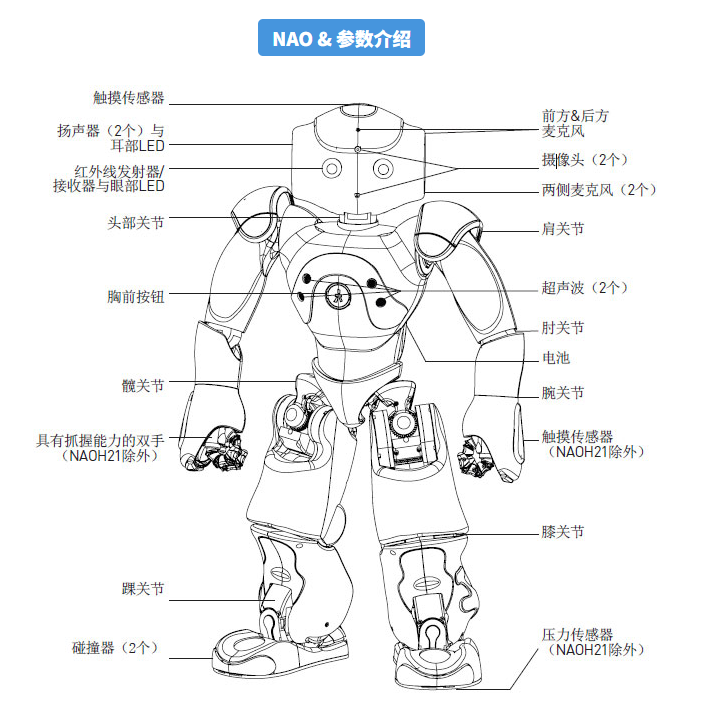 NAO & 参数介绍
触摸传感器
扬声器（2个）与
耳部LED
红外线发射器/
接收器与眼部LED
头部关节
胸前按钮
髋关节
具有抓握能力的双手
（NAOH21除外）
踝关节
碰撞器（2个）
前方&后方
麦克风
摄像头（2个）
两侧麦克风（2个）
肩关节
超声波（2个）
肘关节
电池
腕关节
触摸传感器
（NAOH21除外）
膝关节
压力传感器
（NAOH21除外）